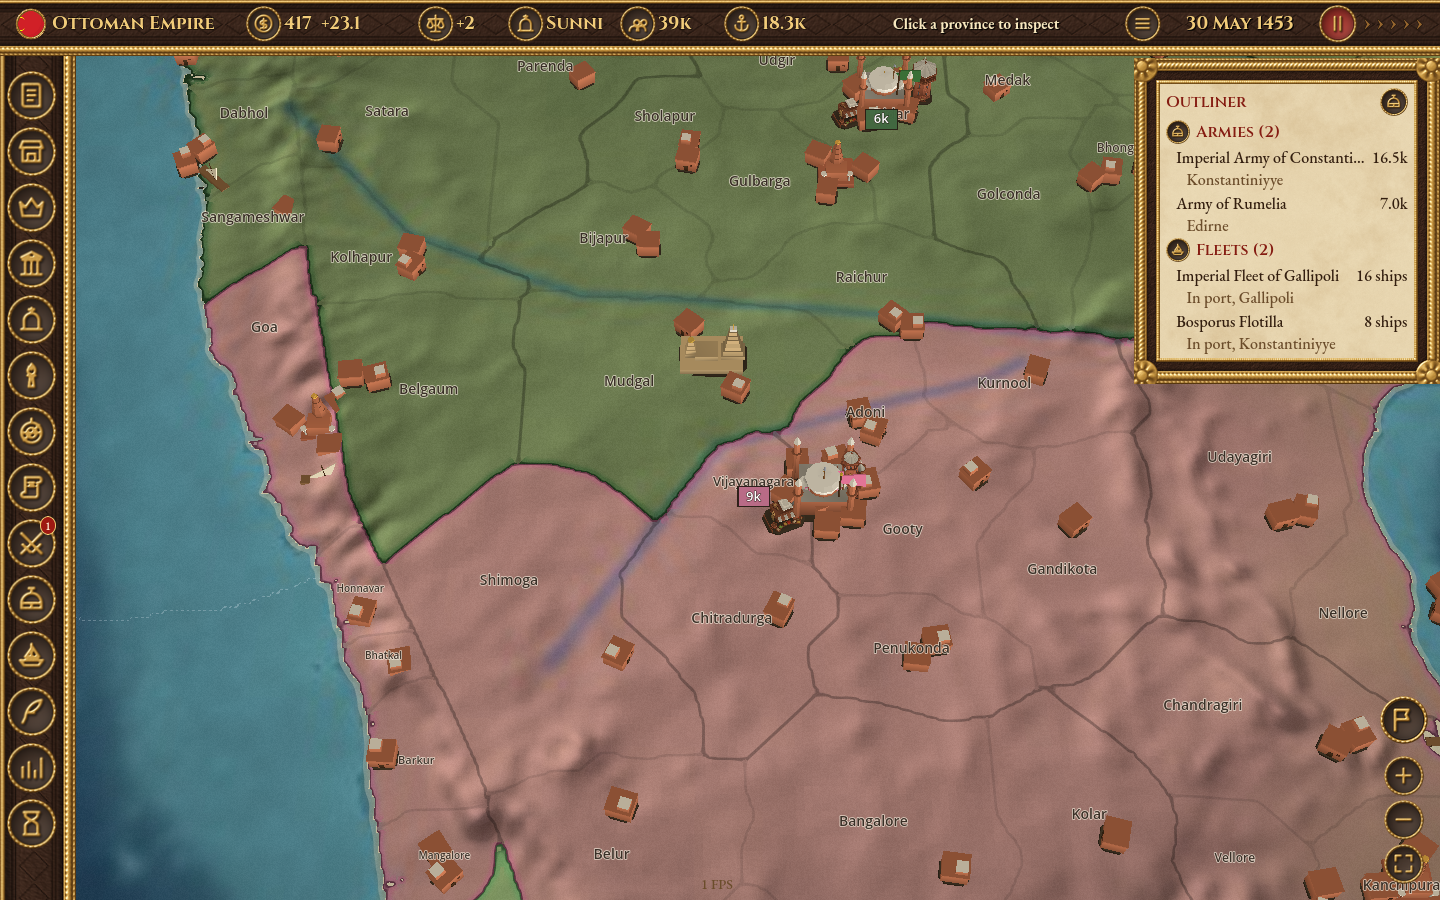 OTTOMAN EMPIRE
417 +23.1
+2
SUNNI
39K
18.3K
Click a province to inspect
30 MAY 1453
OUTLINER
ARMIES (2)
Imperial Army of Constanti... 16.5k
Konstantiniyye
Army of Rumelia 7.0k
Edirne
FLEETS (2)
Imperial Fleet of Gallipoli 16 ships
In port, Gallipoli
Bosporus Flotilla 8 ships
In port, Konstantiniyye
Parenda
Udgir
Medak
Dabhol
Satara
Sholapur
6k
Gulbarga
Golconda
Sangameshwar
Kolhapur
Bijapur
Raichur
Goa
Belgaum
Mudgal
Kurnool
Adoni
Udayagiri
Vijayanagara
9k
Gooty
1
Shimoga
Gandikota
Honnavar
Chitradurga
Nellore
Bhatkal
Penukonda
Chandragiri
Barkur
Bangalore
Kolar
Belur
Mangalore
Vellore
1 FPS